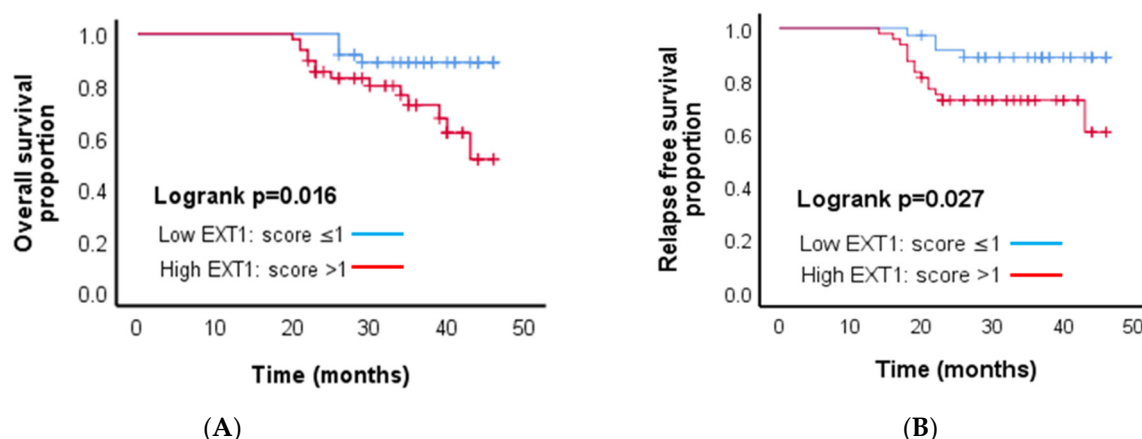 Overall survival
proportion
1.0
0.8
0.6
0.4
0.2
0.0
Logrank p=0.016
Low EXT1: score ≤1
High EXT1: score >1
0 10 20 30 40 50
Time (months)
(A)
Relapse free survival
proportion
1.0
0.8
0.6
0.4
0.2
0.0
Logrank p=0.027
Low EXT1: score ≤1
High EXT1: score >1
0 10 20 30 40 50
Time (months)
(B)